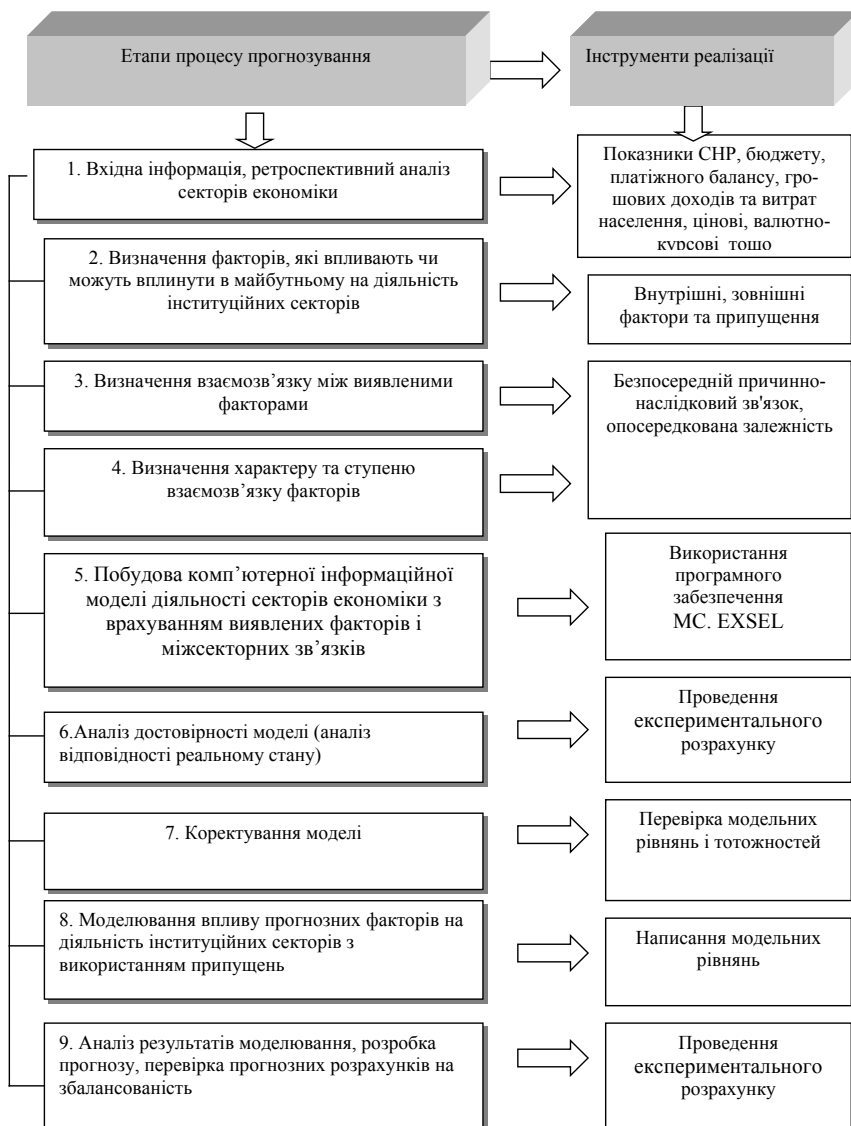 Етапи процесу прогнозування
Інструменти реалізації
1. Вхідна інформація, ретроспективний аналіз
секторів економіки
Показники СНР, бюджету,
платіжного балансу, гро-
шових доходів та витрат
населення, цінові, валютно-
курсові тощо
2. Визначення факторів, які впливають чи
можуть вплинути в майбутньому на діяльність
інституційних секторів
Внутрішні, зовнішні
фактори та припущення
3. Визначення взаємозв’язку між виявленими
факторами
Безпосередній причинно-
наслідковий зв'язок,
опосередкована залежність
4. Визначення характеру та ступеню
взаємозв’язку факторів
5. Побудова комп’ютерної інформаційної
моделі діяльності секторів економіки з
врахуванням виявлених факторів і
міжсекторних зв’язків
Використання
програмного
забезпечення
МС. EXSEL
6.Аналіз достовірності моделі (аналіз
відповідності реальному стану)
Проведення
експериментального
розрахунку
7. Коректування моделі
Перевірка модельних
рівнянь і тотожностей
8. Моделювання впливу прогнозних факторів на
діяльність інституційних секторів з
використанням припущень
Написання модельних
рівнянь
9. Аналіз результатів моделювання, розробка
прогнозу, перевірка прогнозних розрахунків на
збалансованість
Проведення
експериментального
розрахунку